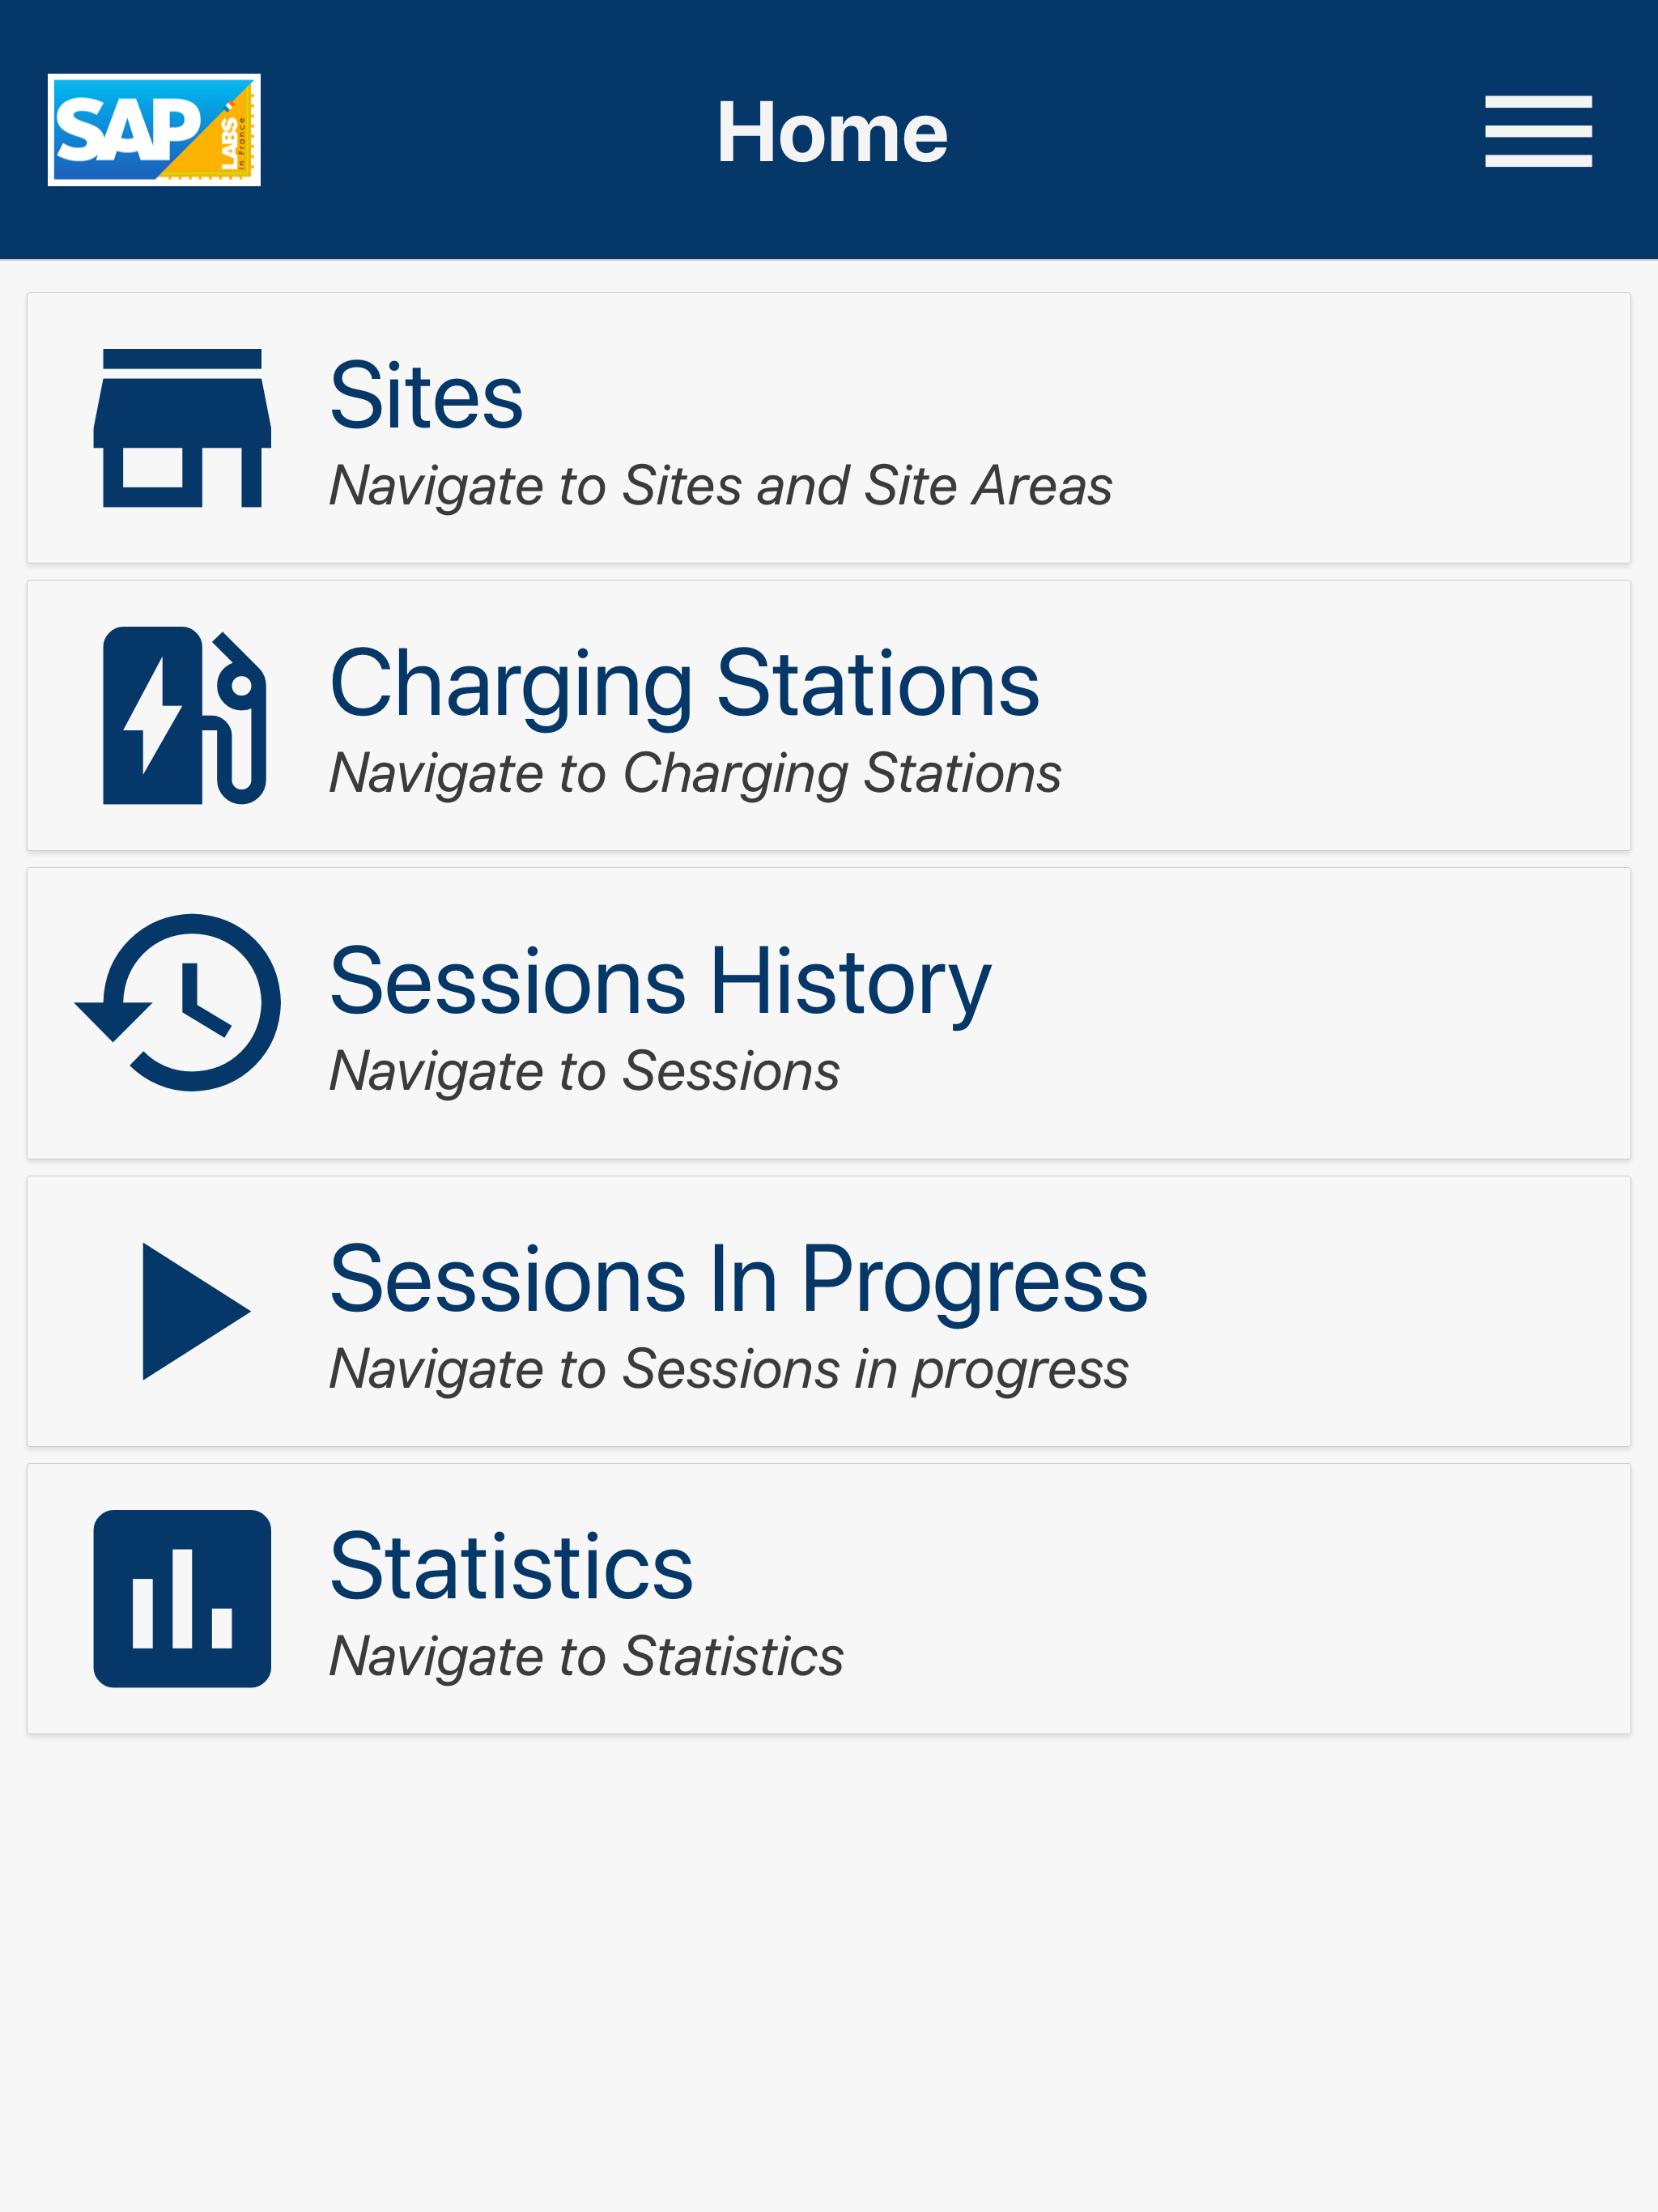 SAP
LABS
in France
Home
Sites
Navigate to Sites and Site Areas
Charging Stations
Navigate to Charging Stations
Sessions History
Navigate to Sessions
Sessions In Progress
Navigate to Sessions in progress
Statistics
Navigate to Statistics